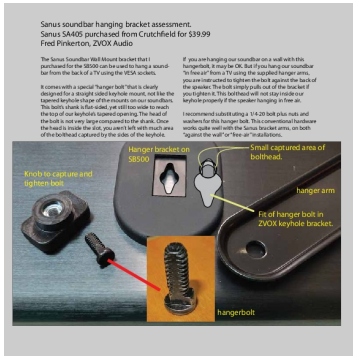 Sanus soundbar hanging bracket assessment.
Sanus SA405 purchased from Crutchfield for $39.99
Fred Pinkerton, ZVOX Audio
The Sanus Soundbar Wall Mount bracket that I
purchased for the SB500 can be used to hang a sound-
bar from the back of a TV using the VESA sockets.
It comes with a special "hanger bolt" that is clearly
designed for a straight sided keyhole mount, not like the
tapered keyhole shape of the mounts on our soundbars.
This bolt's shank is flat-sided, yet still too wide to reach
the top of our keyhole's tapered opening. The head of
the bolt is not very large compared to the shank. Once
the head is inside the slot, you aren't left with much area
of the bolthead captured by the sides of the keyhole.
If you are hanging our soundbar on a wall with this
hangerbolt, it may be OK. But if you hang our soundbar
"in free air" from a TV using the supplied hanger arms,
you are instructed to tighten the bolt against the back of
the speaker. The bolt simply pulls out of the bracket if
you tighten it. This bolthead will not stay inside our
keyhole properly if the speaker hanging in free air.
I recommend substituting a 1/4-20 bolt plus nuts and
washers for this hanger bolt. This conventional hardware
works quite well with the Sanus bracket arms, on both
"against the wall" or "free-air" installations.
Hanger bracket on
SB500
Small captured area of
bolthead.
Knob to capture and
tighten bolt
hanger arm
Fit of hanger bolt in
ZVOX keyhole bracket.
hangerbolt